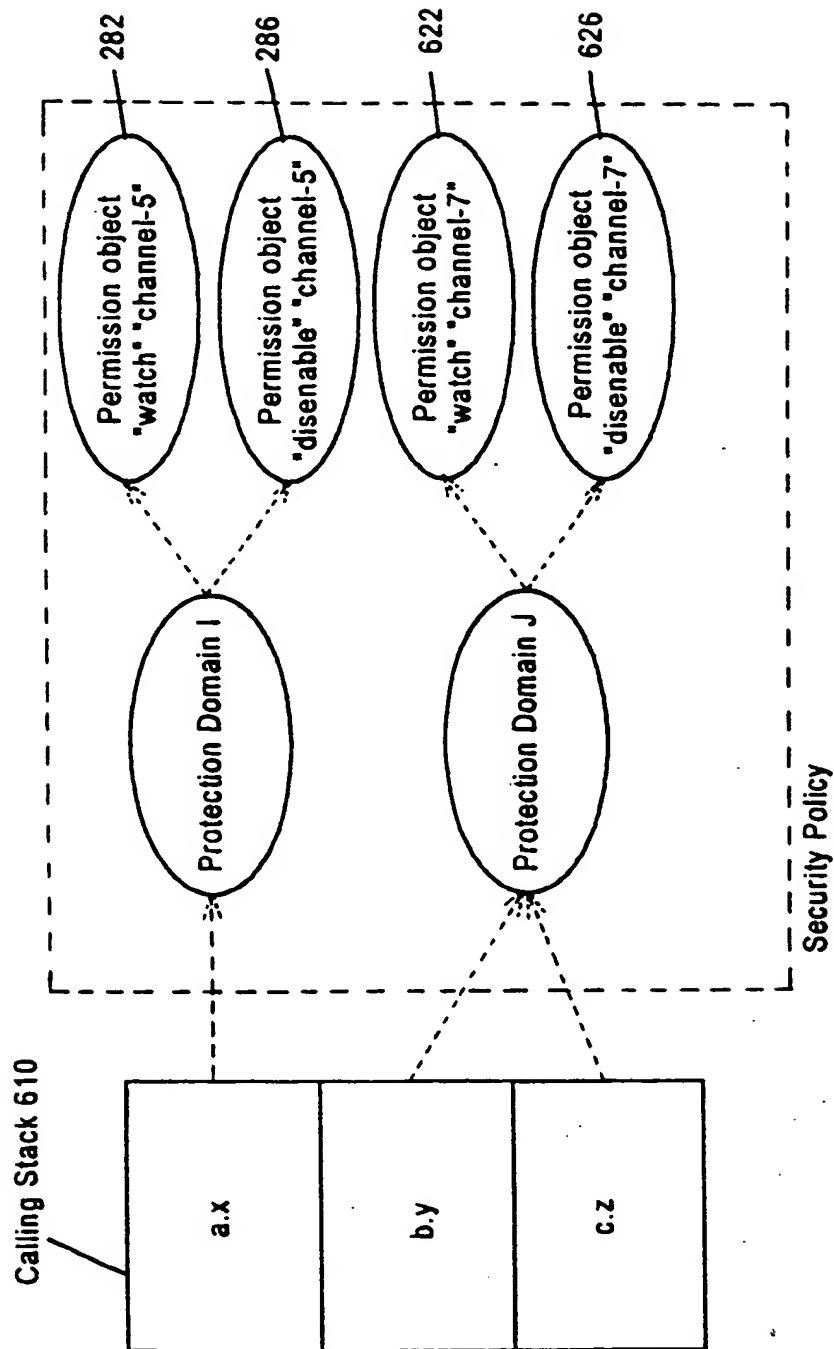 Calling Stack 610
a.x
b.y
c.z
Protection Domain I
Protection Domain J
Permission object
"watch" "channel-5"
282
Permission object
"disenable" "channel-5"
286
Permission object
"watch" "channel-7"
622
Permission object
"disenable" "channel-7"
626
Security Policy